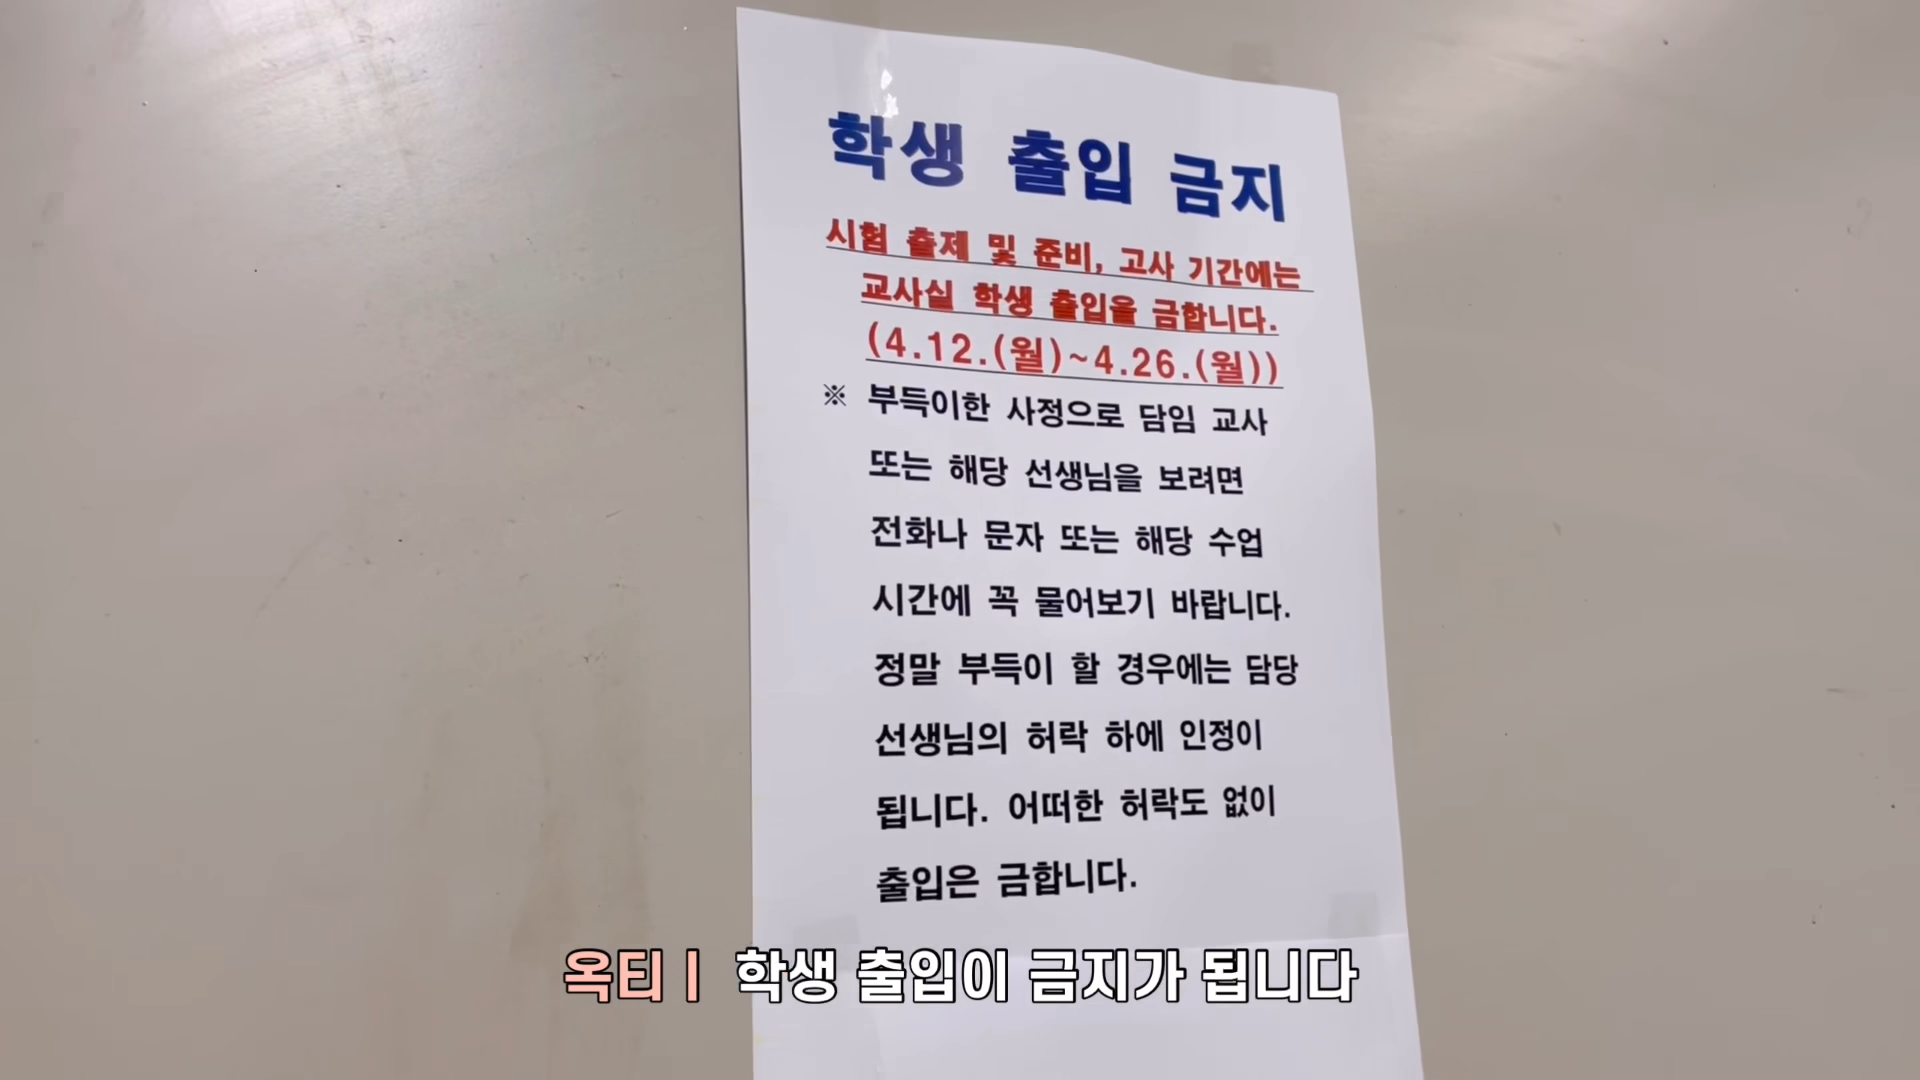 학생 출입 금지
시험 출제 및 준비, 고사 기간에는
교사실 학생 출입을 금합니다.
(4.12.(월)~4.26.(월))
※ 부득이한 사정으로 담임 교사
또는 해당 선생님을 보려면
전화나 문자 또는 해당 수업
시간에 꼭 물어보기 바랍니다.
정말 부득이 할 경우에는 담당
선생님의 허락 하에 인정이
됩니다. 어떠한 허락도 없이
출입은 금합니다.
옥티ㅣ 학생 출입이 금지가 됩니다